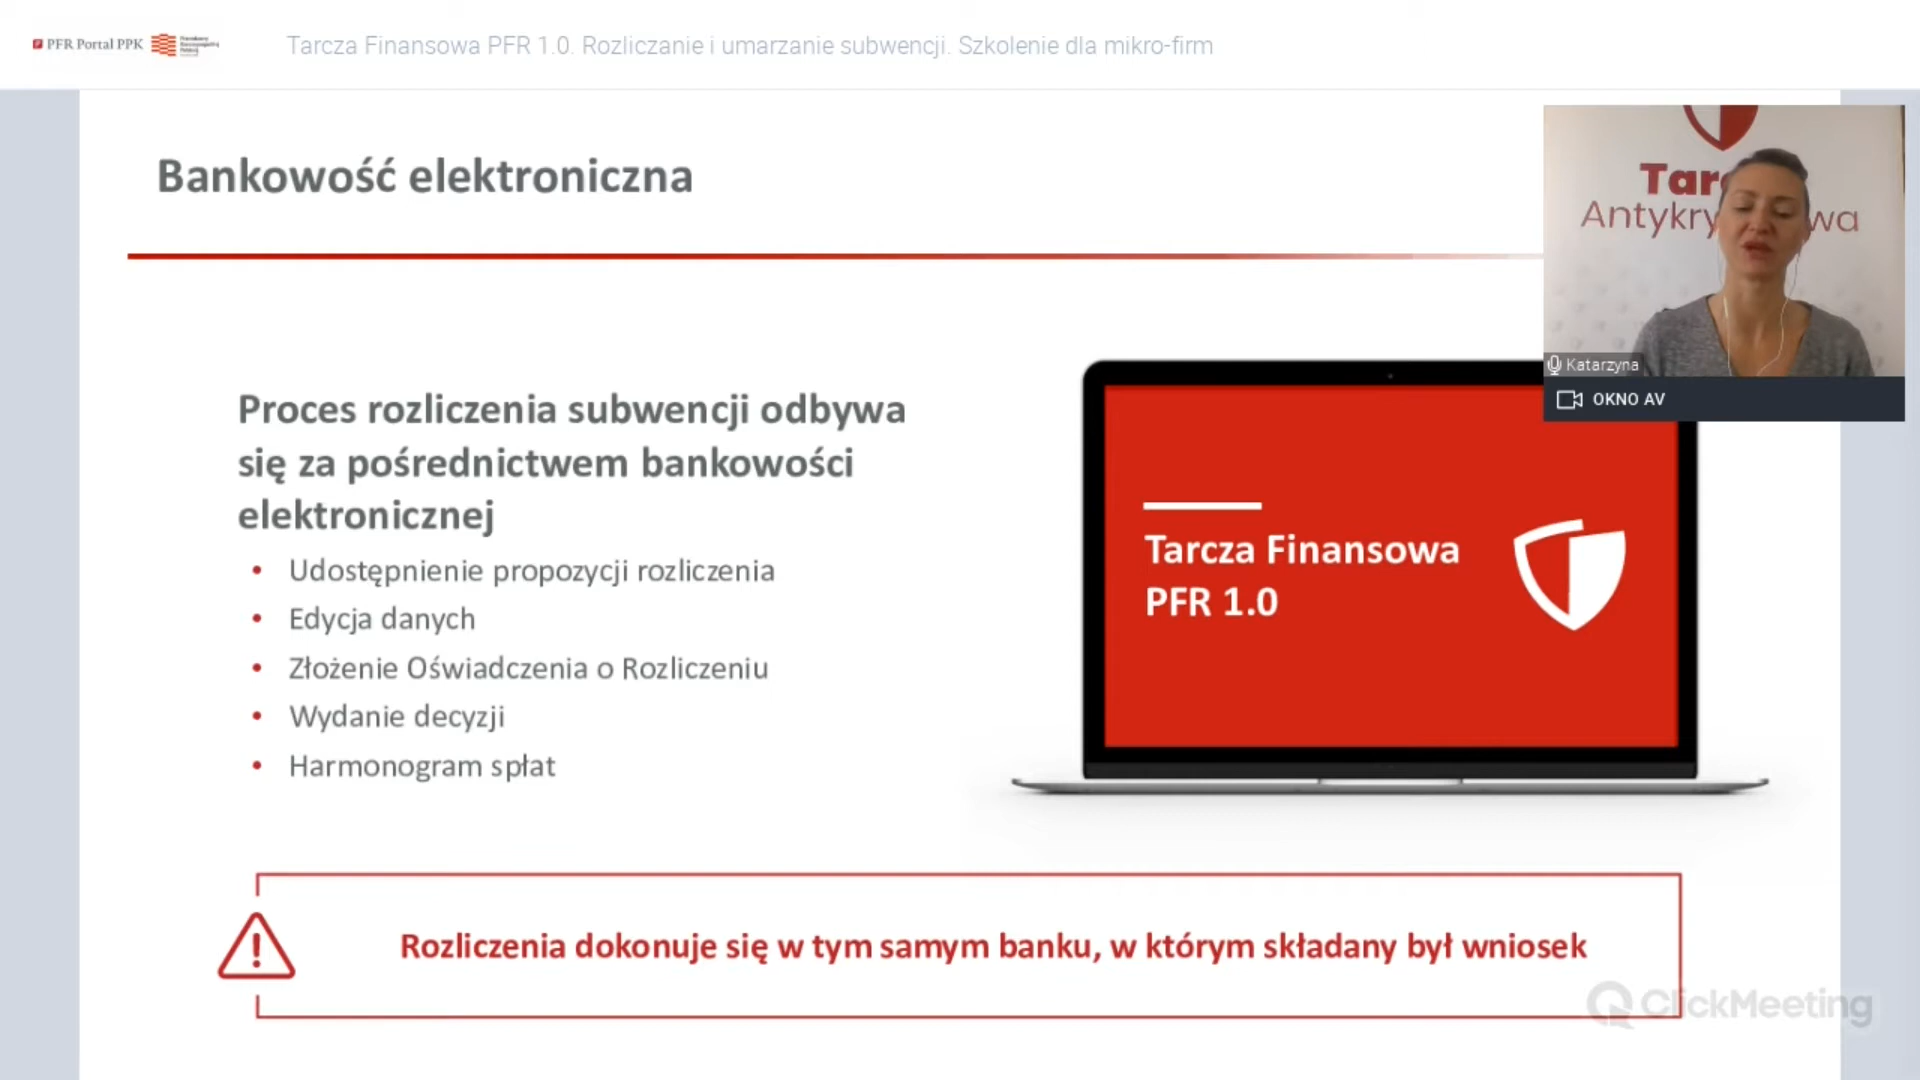 PFR Portal PPK
Tarcza Finansowa PFR 1.0. Rozliczanie i umarzanie subwencji. Szkolenie dla mikro-firm
Bankowość elektroniczna
Katarzyna
OKNO AV
Proces rozliczenia subwencji odbywa
się za pośrednictwem bankowości
elektronicznej
• Udostępnienie propozycji rozliczenia
• Edycja danych
• Złożenie Oświadczenia o Rozliczeniu
• Wydanie decyzji
• Harmonogram spłat
Tarcza Finansowa
PFR 1.0
Rozliczenia dokonuje się w tym samym banku, w którym składany był wniosek
ClickMeeting